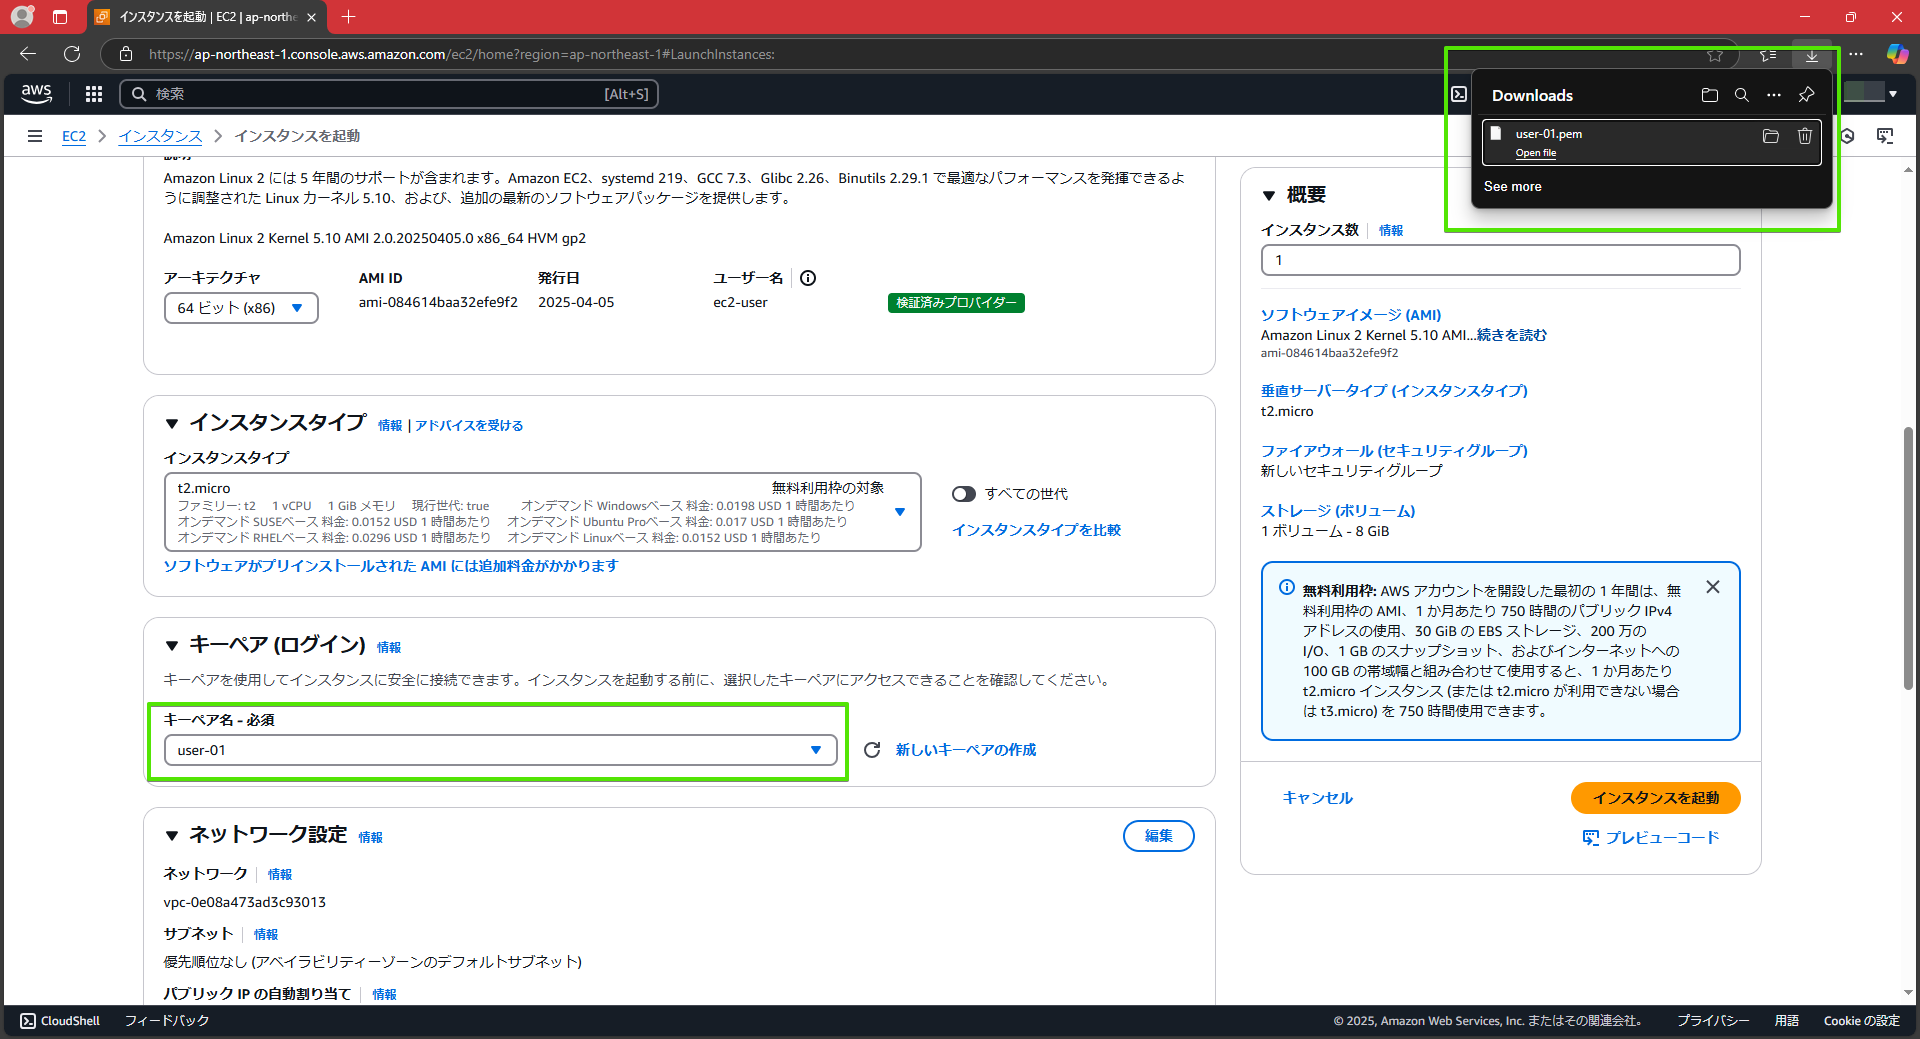 インスタンスを起動 | EC2 | ap-northe
https://ap-northeast-1.console.aws.amazon.com/ec2/home?region=ap-northeast-1#LaunchInstances:
aws
検索
[Alt+S]
Downloads
user-01.pem
Open file
See more
EC2
インスタンス
インスタンスを起動
Amazon Linux 2 には 5 年間のサポートが含まれます。Amazon EC2、systemd 219、GCC 7.3、Glibc 2.26、Binutils 2.29.1 で最適なパフォーマンスを発揮できるよ
うに調整された Linux カーネル 5.10、および、追加の最新のソフトウェアパッケージを提供します。
Amazon Linux 2 Kernel 5.10 AMI 2.0.20250405.0 x86_64 HVM gp2
アーキテクチャ
64 ビット (x86)
AMI ID
ami-084614baa32efe9f2
発行日
2025-04-05
ユーザー名
ec2-user
検証済みプロバイダー
インスタンスタイプ 情報 | アドバイスを受ける
インスタンスタイプ
t2.micro
無料利用枠の対象
ファミリー: t2 1 vCPU 1 GiB メモリ 現行世代: true オンデマンド Windowsベース 料金: 0.0198 USD 1 時間あたり
オンデマンド SUSEベース 料金: 0.0152 USD 1 時間あたり オンデマンド Ubuntu Proベース 料金: 0.017 USD 1 時間あたり
オンデマンド RHELベース 料金: 0.0296 USD 1 時間あたり オンデマンド Linuxベース 料金: 0.0152 USD 1 時間あたり
すべての世代
インスタンスタイプを比較
ソフトウェアがプリインストールされた AMI には追加料金がかかります
キーペア (ログイン) 情報
キーペアを使用してインスタンスに安全に接続できます。インスタンスを起動する前に、選択したキーペアにアクセスできることを確認してください。
キーペア名 - 必須
user-01
新しいキーペアの作成
ネットワーク設定 情報
編集
ネットワーク 情報
vpc-0e08a473ad3c93013
サブネット 情報
優先順位なし (アベイラビリティーゾーンのデフォルトサブネット)
パブリック IP の自動割り当て 情報
概要
インスタンス数 情報
1
ソフトウェアイメージ (AMI)
Amazon Linux 2 Kernel 5.10 AMI...続きを読む
ami-084614baa32efe9f2
垂直サーバータイプ (インスタンスタイプ)
t2.micro
ファイアウォール (セキュリティグループ)
新しいセキュリティグループ
ストレージ (ボリューム)
1 ボリューム - 8 GiB
無料利用枠: AWS アカウントを開設した最初の 1 年間は、無
料利用枠の AMI、1 か月あたり 750 時間のパブリック IPv4
アドレスの使用、30 GiB の EBS ストレージ、200 万の
I/O、1 GB のスナップショット、およびインターネットへの
100 GB の帯域幅と組み合わせて使用すると、1 か月あたり
t2.micro インスタンス (または t2.micro が利用できない場合
は t3.micro) を 750 時間使用できます。
キャンセル
インスタンスを起動
プレビューコード
CloudShell
フィードバック
© 2025, Amazon Web Services, Inc. またはその関連会社。
プライバシー
用語
Cookie の設定